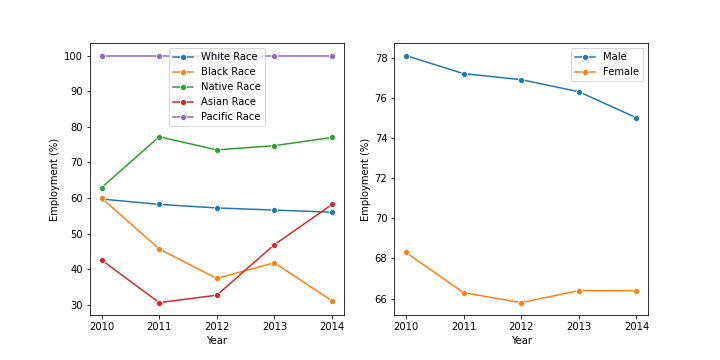 Employment (%)
100
90
80
70
60
50
40
30
2010 2011 2012 2013 2014
Year
White Race
Black Race
Native Race
Asian Race
Pacific Race
Employment (%)
78
76
74
72
70
68
66
2010 2011 2012 2013 2014
Year
Male
Female